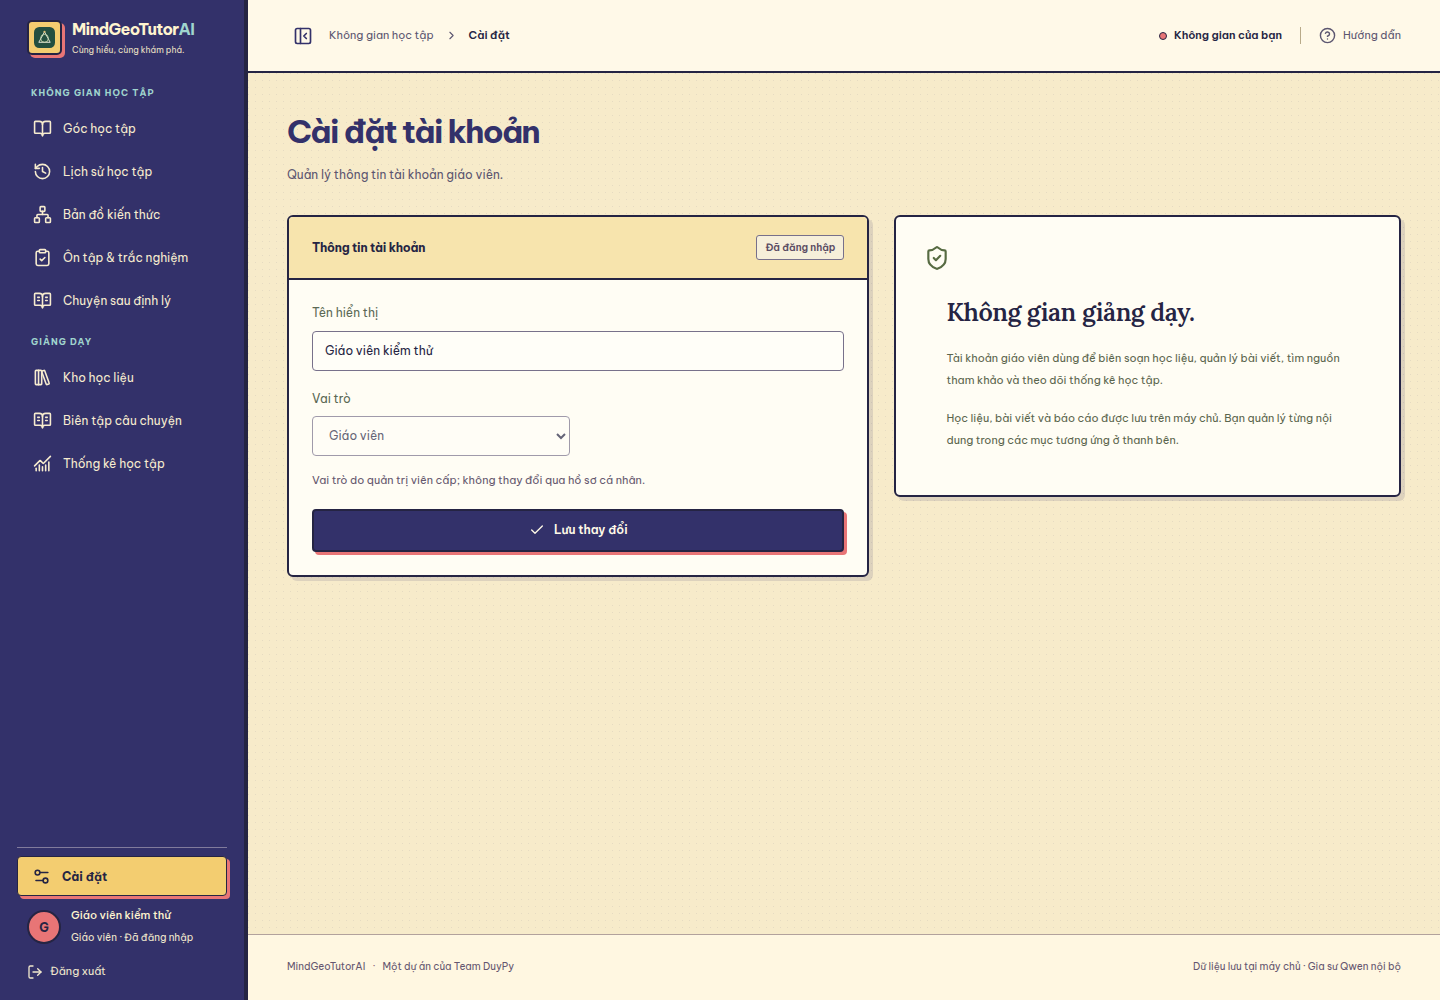 MindGeoTutorAI
Cùng hiểu, cùng khám phá.
KHÔNG GIAN HỌC TẬP
Góc học tập
Lịch sử học tập
Bản đồ kiến thức
Ôn tập & trắc nghiệm
Chuyện sau định lý
GIẢNG DẠY
Kho học liệu
Biên tập câu chuyện
Thống kê học tập
Cài đặt
G
Giáo viên kiểm thử
Giáo viên · Đã đăng nhập
Đăng xuất
Không gian học tập > Cài đặt
Không gian của bạn
Hướng dẫn
Cài đặt tài khoản
Quản lý thông tin tài khoản giáo viên.
Thông tin tài khoản
Đã đăng nhập
Tên hiển thị
Giáo viên kiểm thử
Vai trò
Giáo viên
Vai trò do quản trị viên cấp; không thay đổi qua hồ sơ cá nhân.
Lưu thay đổi
Không gian giảng dạy.
Tài khoản giáo viên dùng để biên soạn học liệu, quản lý bài viết, tìm nguồn
tham khảo và theo dõi thống kê học tập.
Học liệu, bài viết và báo cáo được lưu trên máy chủ. Bạn quản lý từng nội
dung trong các mục tương ứng ở thanh bên.
MindGeoTutorAI · Một dự án của Team DuyPy
Dữ liệu lưu tại máy chủ · Gia sư Qwen nội bộ